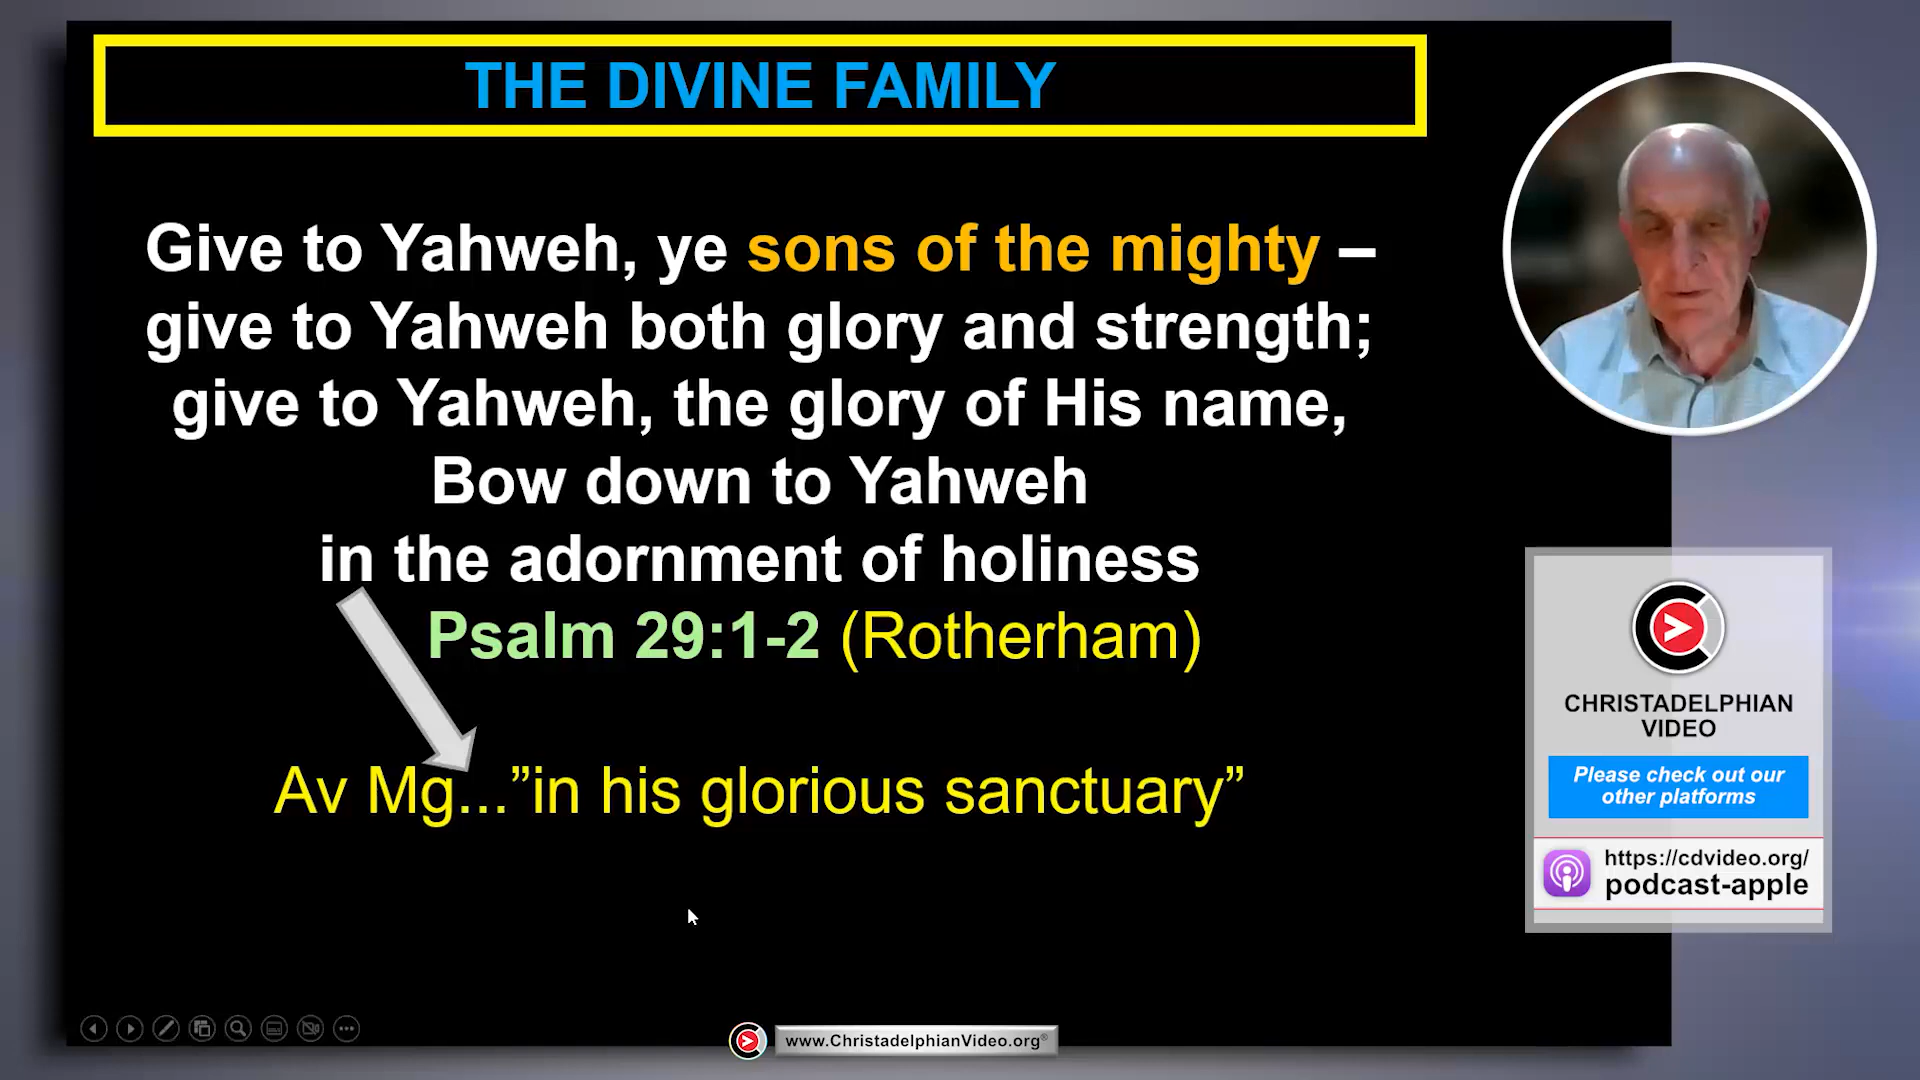 THE DIVINE FAMILY
Give to Yahweh, ye sons of the mighty –
give to Yahweh both glory and strength;
give to Yahweh, the glory of His name,
Bow down to Yahweh
in the adornment of holiness
Psalm 29:1-2 (Rotherham)
Av Mg...”in his glorious sanctuary”
CHRISTADELPHIAN
VIDEO
Please check out our
other platforms
https://cdvideo.org/
podcast-apple
www.ChristadelphianVideo.org®